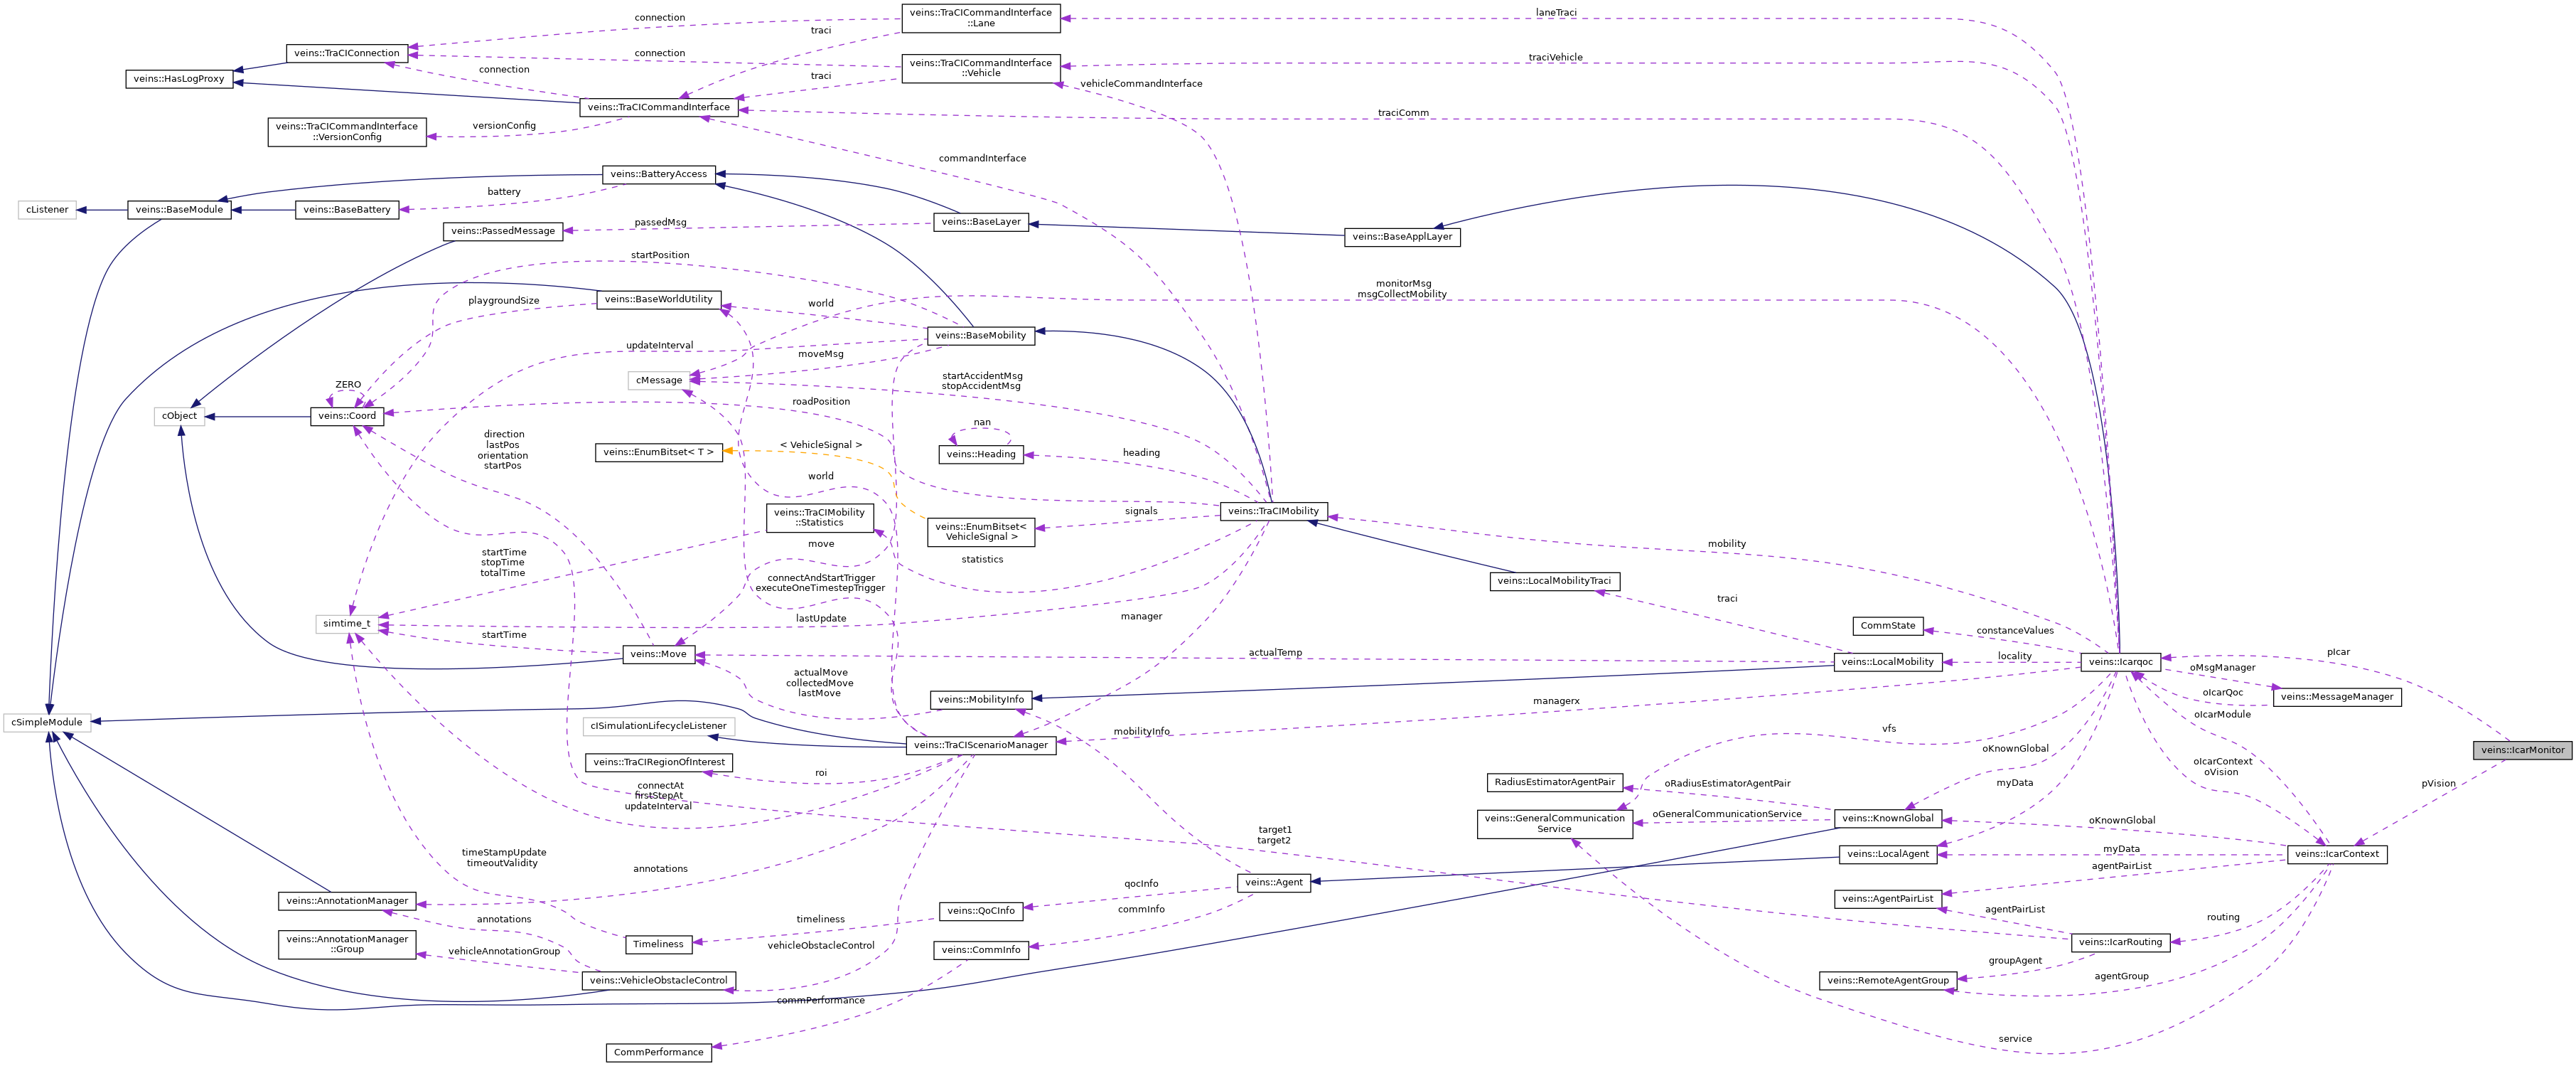 veins::TraCICommandInterface
::Lane
laneTraci
connection
traci
veins::TraCIConnection
connection
veins::TraCICommandInterface
::Vehicle
traciVehicle
connection
veins::HasLogProxy
traci
vehicleCommandInterface
veins::TraCICommandInterface
traciComm
veins::TraCICommandInterface
::VersionConfig
versionConfig
commandInterface
veins::BatteryAccess
battery
cListener
veins::BaseModule
veins::BaseBattery
veins::PassedMessage
passedMsg
veins::BaseLayer
veins::BaseApplLayer
startPosition
veins::BaseWorldUtility
playgroundSize
world
monitorMsg
msgCollectMobility
veins::BaseMobility
updateInterval
moveMsg
cMessage
startAccidentMsg
stopAccidentMsg
ZERO
cObject
veins::Coord
roadPosition
nan
direction
lastPos
orientation
startPos
veins::EnumBitset< T >
< VehicleSignal >
veins::Heading
heading
world
veins::TraCIMobility
::Statistics
veins::EnumBitset<
VehicleSignal >
signals
veins::TraCIMobility
startTime
stopTime
totalTime
move
statistics
mobility
connectAndStartTrigger
executeOneTimestepTrigger
veins::LocalMobilityTraci
traci
simtime_t
lastUpdate
manager
CommState
constanceValues
startTime
veins::Move
actualTemp
veins::LocalMobility
locality
veins::Icarqoc
pIcar
oMsgManager
actualMove
collectedMove
lastMove
veins::MobilityInfo
managerx
oIcarQoc
veins::MessageManager
cSimpleModule
cISimulationLifecycleListener
oIcarModule
mobilityInfo
vfs
veins::TraCIScenarioManager
oKnownGlobal
veins::IcarMonitor
veins::TraCIRegionOfInterest
roi
oIcarContext
oVision
RadiusEstimatorAgentPair
oRadiusEstimatorAgentPair
myData
pVision
connectAt
firstStepAt
updateInterval
veins::GeneralCommunication
Service
oGeneralCommunicationService
veins::KnownGlobal
oKnownGlobal
target1
target2
timeStampUpdate
timeoutValidity
veins::LocalAgent
myData
veins::IcarContext
annotations
agentPairList
veins::Agent
qocInfo
veins::AnnotationManager
veins::AgentPairList
veins::QoCInfo
commInfo
agentPairList
routing
annotations
timeliness
veins::AnnotationManager
::Group
Timeliness
vehicleObstacleControl
veins::CommInfo
veins::IcarRouting
vehicleAnnotationGroup
groupAgent
veins::VehicleObstacleControl
veins::RemoteAgentGroup
agentGroup
commPerformance
service
CommPerformance